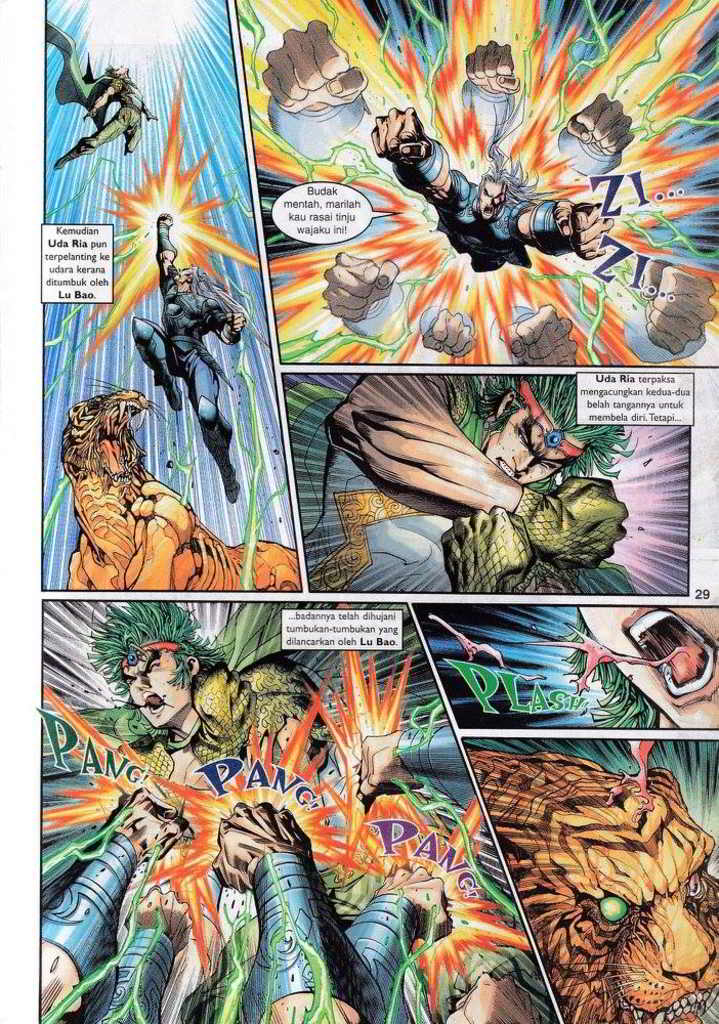 Kemudian
Uda Ria pun
terpelanting ke
udara kerana
ditumbuk oleh
Lu Bao.
Budak
mentah, marilah
kau rasai tinju
wajaku ini!
ZI...
ZI...
Uda Ria terpaksa
mengacungkan kedua-dua
belah tangannya untuk
membela diri. Tetapi...
29
...badannya telah dihujani
tumbukan-tumbukan yang
dilancarkan oleh Lu Bao.
PANG!
PANG!
PANG!
PLASH!